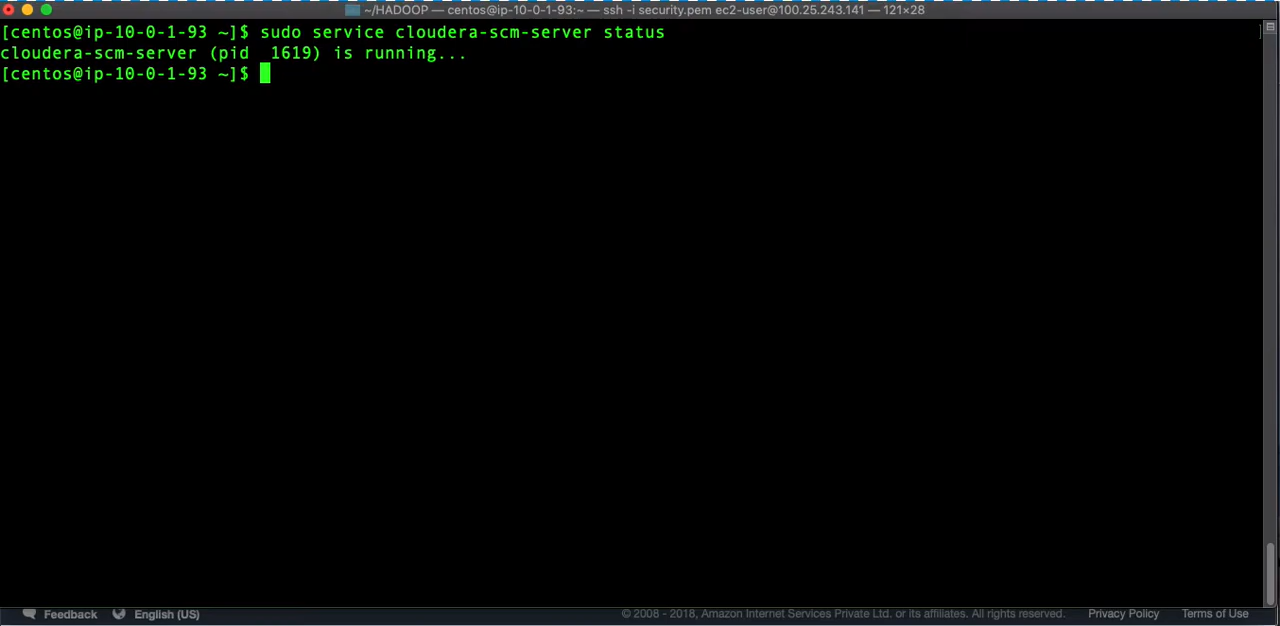 ~/HADOOP — centos@ip-10-0-1-93:~ — ssh -i security.pem ec2-user@100.25.243.141 — 121×28
[centos@ip-10-0-1-93 ~]$ sudo service cloudera-scm-server status
cloudera-scm-server (pid  1619) is running...
[centos@ip-10-0-1-93 ~]$
Feedback English (US) © 2008 - 2018, Amazon Internet Services Private Ltd. or its affiliates. All rights reserved. Privacy Policy Terms of Use